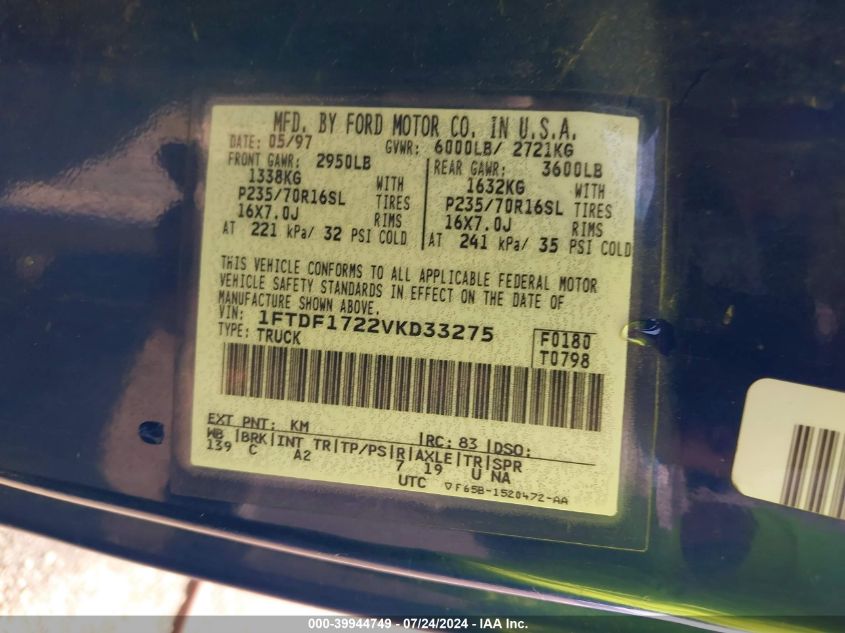 MFD. BY FORD MOTOR CO. IN U.S.A.
DATE: 05/97 GVWR: 6000LB/ 2721KG
FRONT GAWR: 2950LB REAR GAWR: 3600LB
1338KG WITH 1632KG WITH
P235/70R16SL TIRES P235/70R16SL TIRES
16X7.0J RIMS 16X7.0J RIMS
AT 221 kPa/ 32 PSI COLD AT 241 kPa/ 35 PSI COLD
THIS VEHICLE CONFORMS TO ALL APPLICABLE FEDERAL MOTOR
VEHICLE SAFETY STANDARDS IN EFFECT ON THE DATE OF
MANUFACTURE SHOWN ABOVE.
VIN: 1FTDF1722VKD33275 F0180
TYPE: TRUCK T0798
EXT PNT: KM RC: 83 DSO:
WB |BRK|INT TR|TP/PS|R|AXLE|TR|SPR
139 C A2 7 19 U NA
UTC ▽F65B-1520472-AA
000-39944749 - 07/24/2024 - IAA Inc.